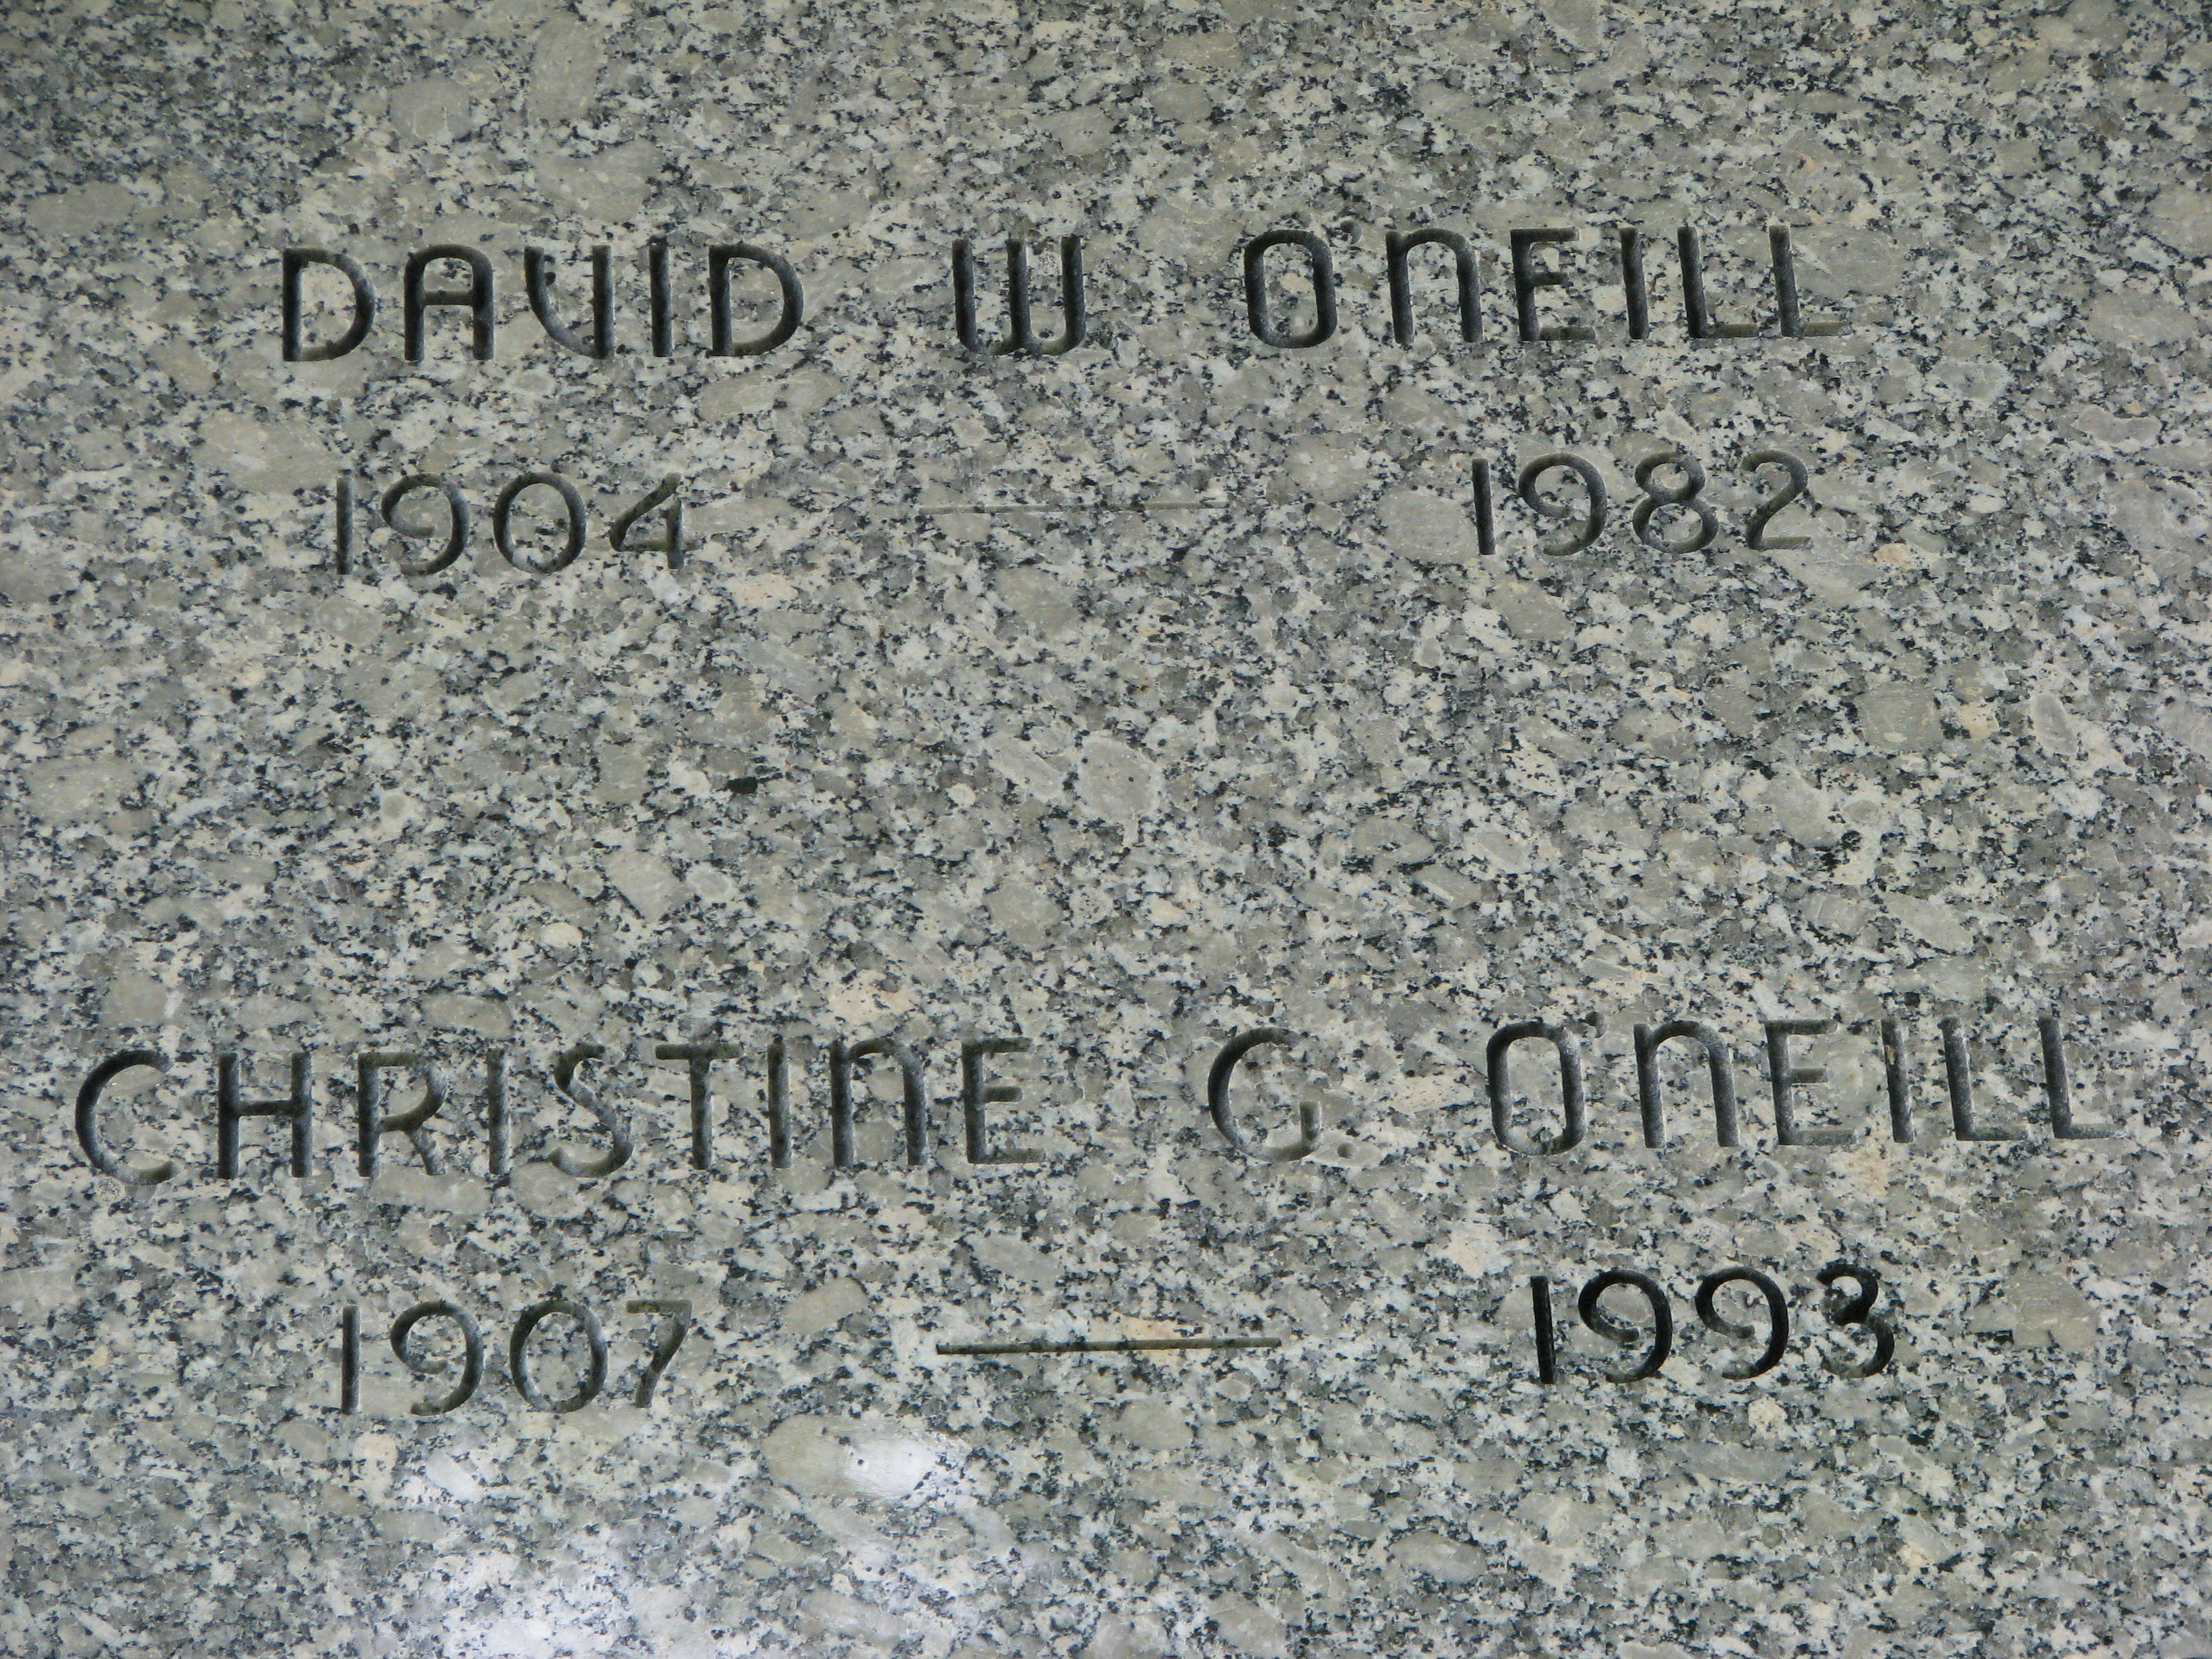 DAVID W O'NEILL
1904 — 1982
CHRISTINE G. O'NEILL
1907 — 1993